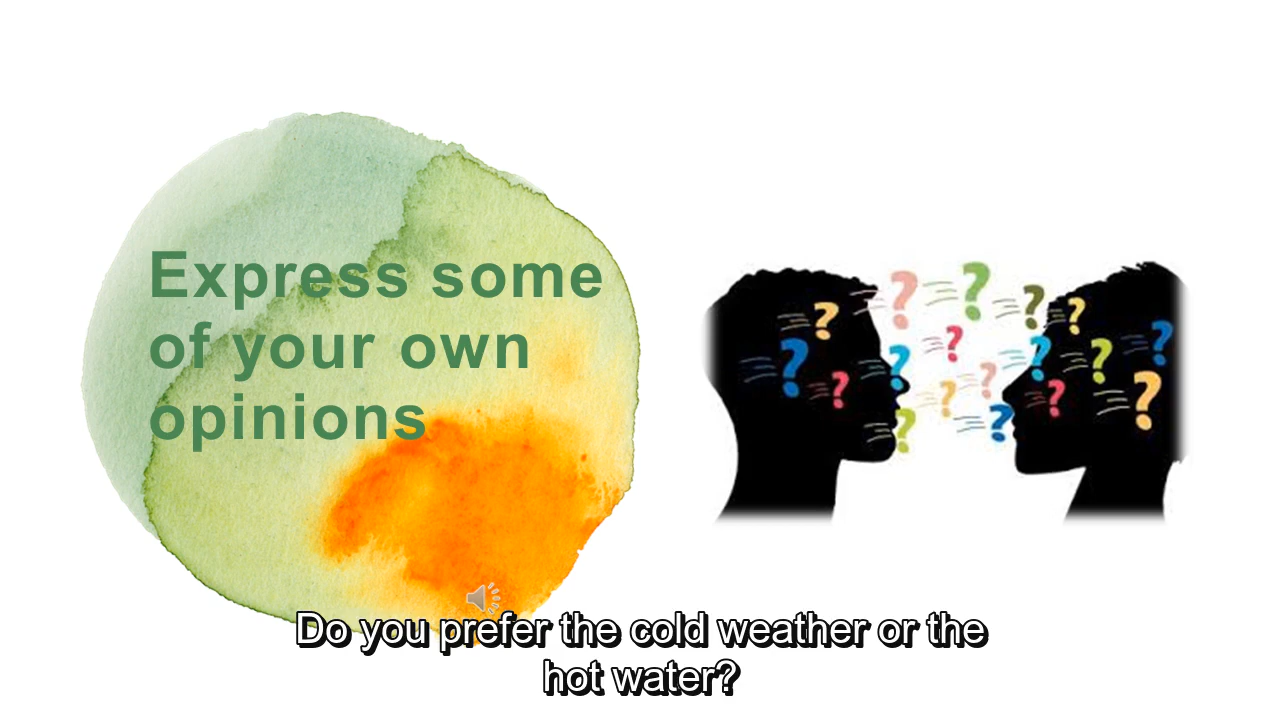 Express some
of your own
opinions
Do you prefer the cold weather or the
hot water?